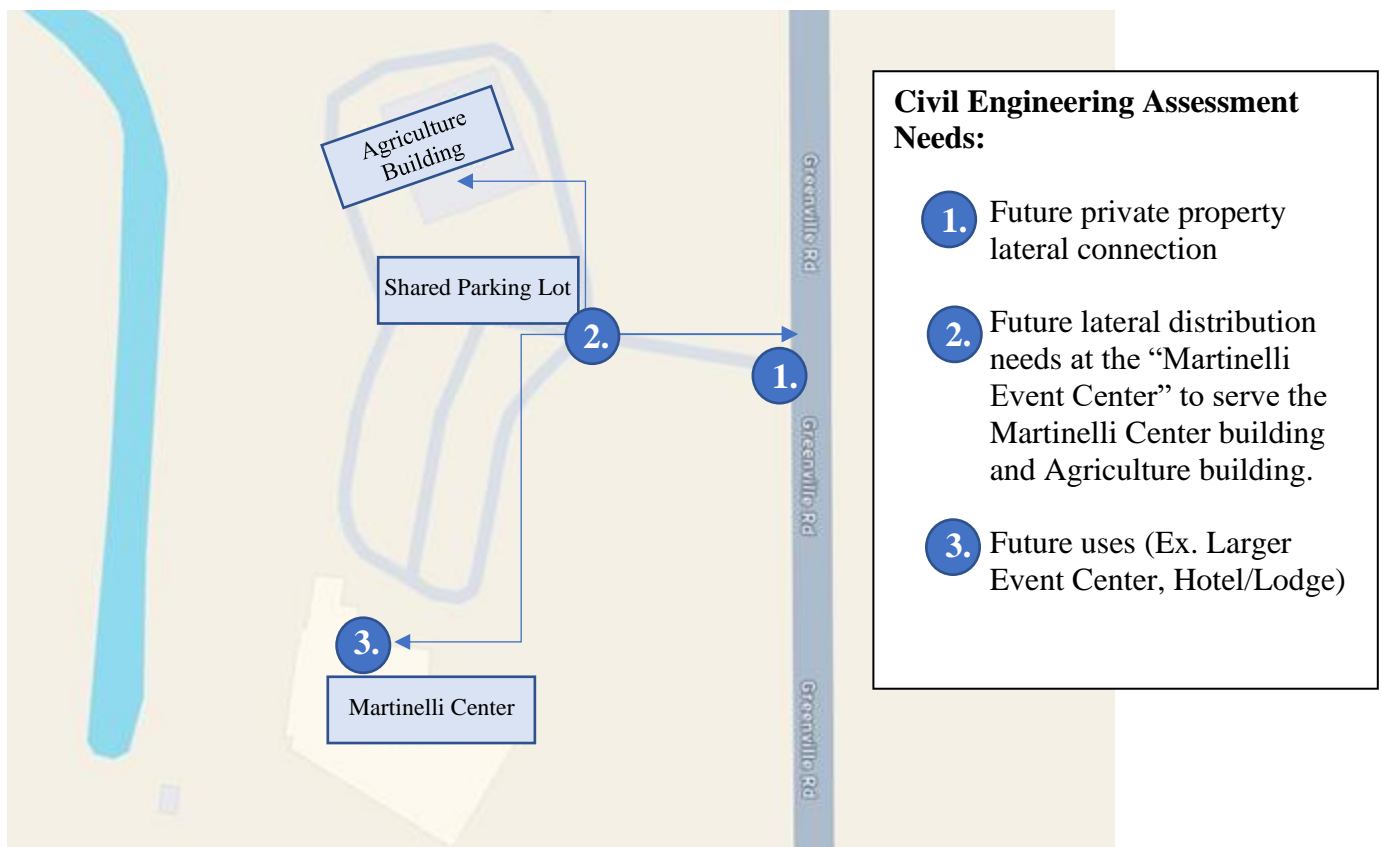 Agriculture
Building
Shared Parking Lot
2.
1.
3.
Martinelli Center
Greenville Rd
Greenville Rd
Greenville Rd
Civil Engineering Assessment
Needs:
1. Future private property
lateral connection
2. Future lateral distribution
needs at the “Martinelli
Event Center” to serve the
Martinelli Center building
and Agriculture building.
3. Future uses (Ex. Larger
Event Center, Hotel/Lodge)